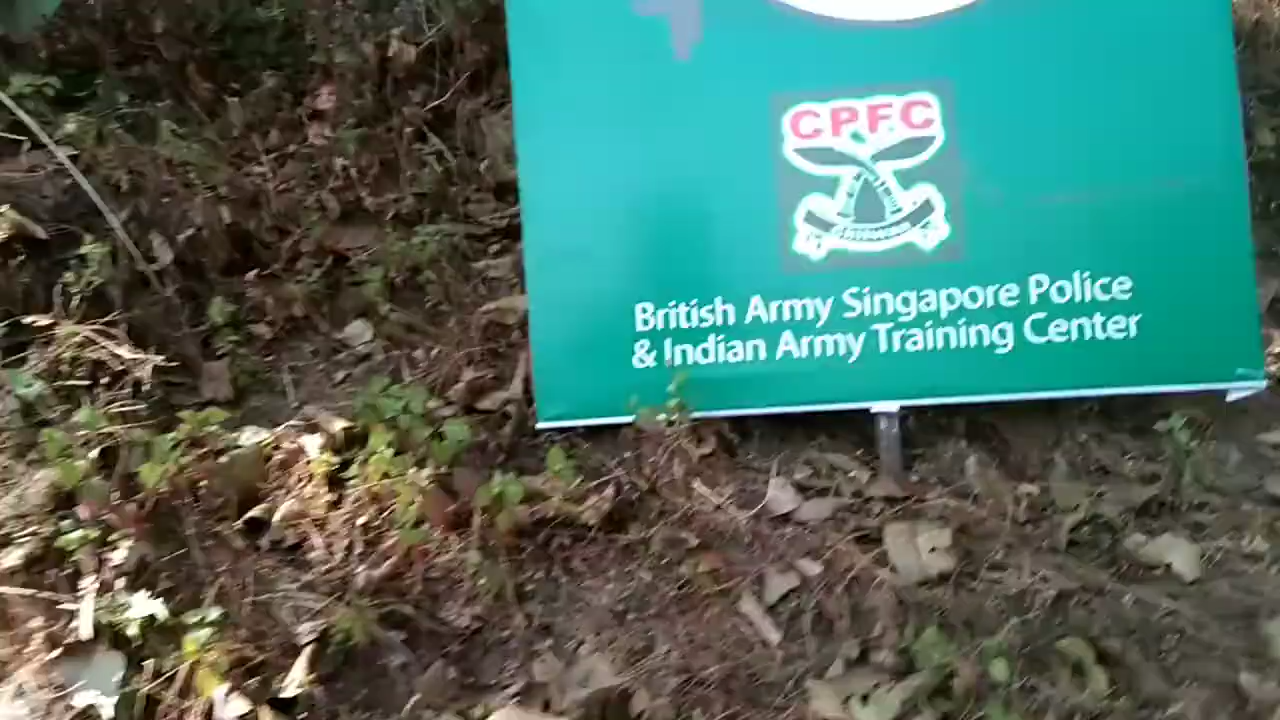 CPFC
British Army Singapore Police
& Indian Army Training Center